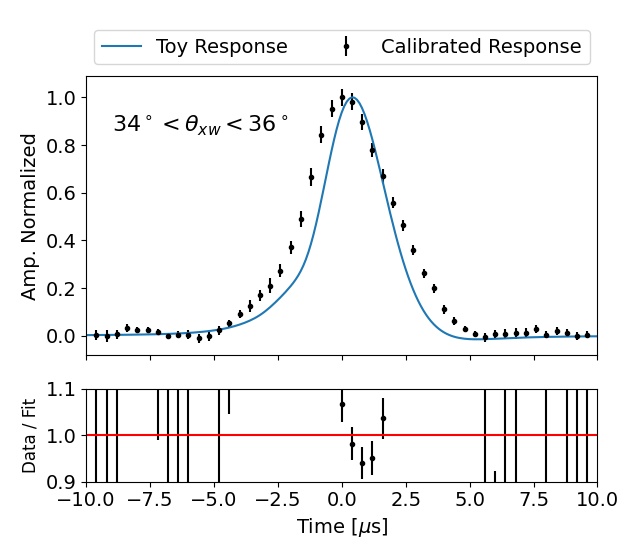 Toy Response Calibrated Response
34° < θxw < 36°
Amp. Normalized
1.0
0.8
0.6
0.4
0.2
0.0
Data / Fit
1.1
1.0
0.9
−10.0 −7.5 −5.0 −2.5 0.0 2.5 5.0 7.5 10.0
Time [μs]